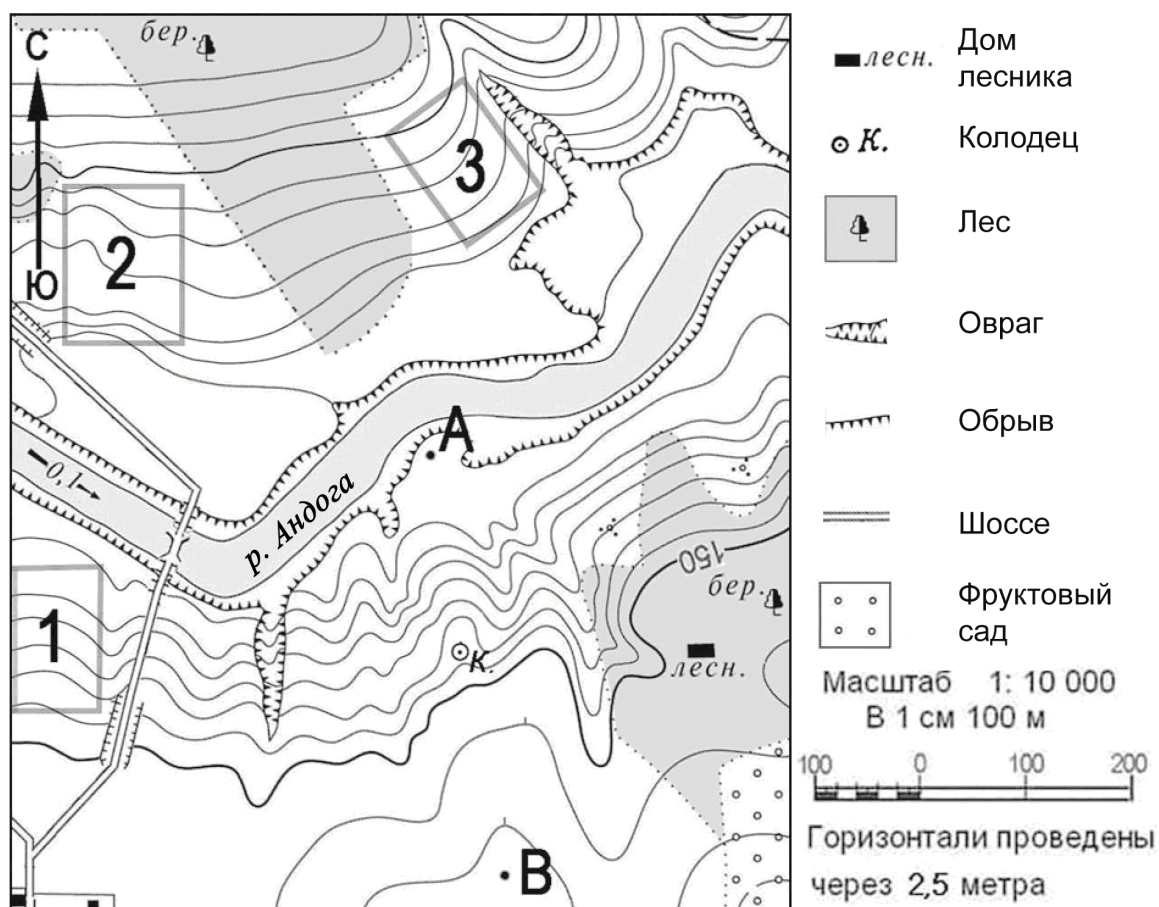 С
Ю
бер.
3
2
А
0,1
р. Андога
150
бер.
лесн.
1
К.
В
лесн.
Дом
лесника
К.
Колодец
Лес
Овраг
Обрыв
Шоссе
Фруктовый
сад
Масштаб 1: 10 000
В 1 см 100 м
100 0 100 200
Горизонтали проведены
через 2,5 метра